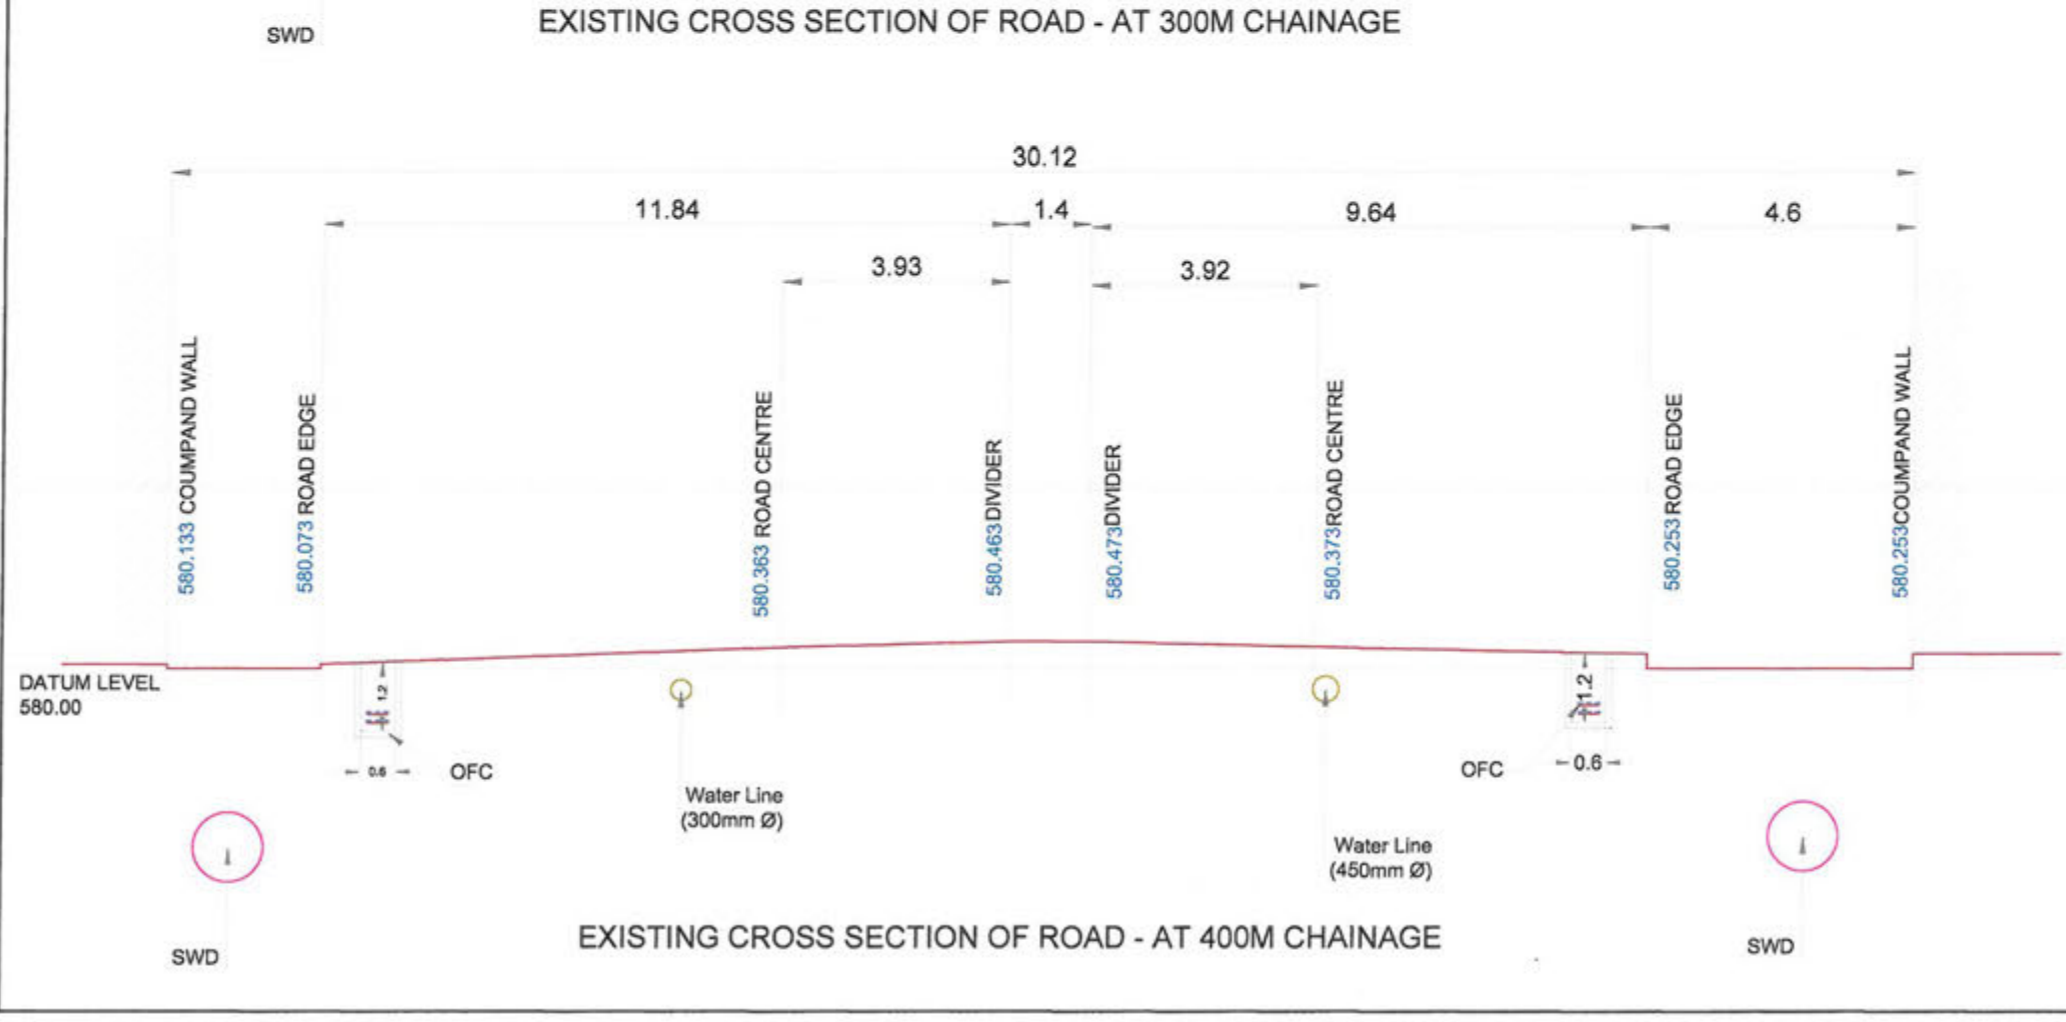 EXISTING CROSS SECTION OF ROAD - AT 300M CHAINAGE
SWD
30.12
11.84
1.4
9.64
4.6
3.93
3.92
580.133 COUMPAND WALL
580.073 ROAD EDGE
580.363 ROAD CENTRE
580.463DIVIDER
580.473DIVIDER
580.373ROAD CENTRE
580.253ROAD EDGE
580.253COUMPAND WALL
DATUM LEVEL
580.00
1.2
1.2
0.6
OFC
OFC
0.6
Water Line
(300mm Ø)
Water Line
(450mm Ø)
EXISTING CROSS SECTION OF ROAD - AT 400M CHAINAGE
SWD
SWD